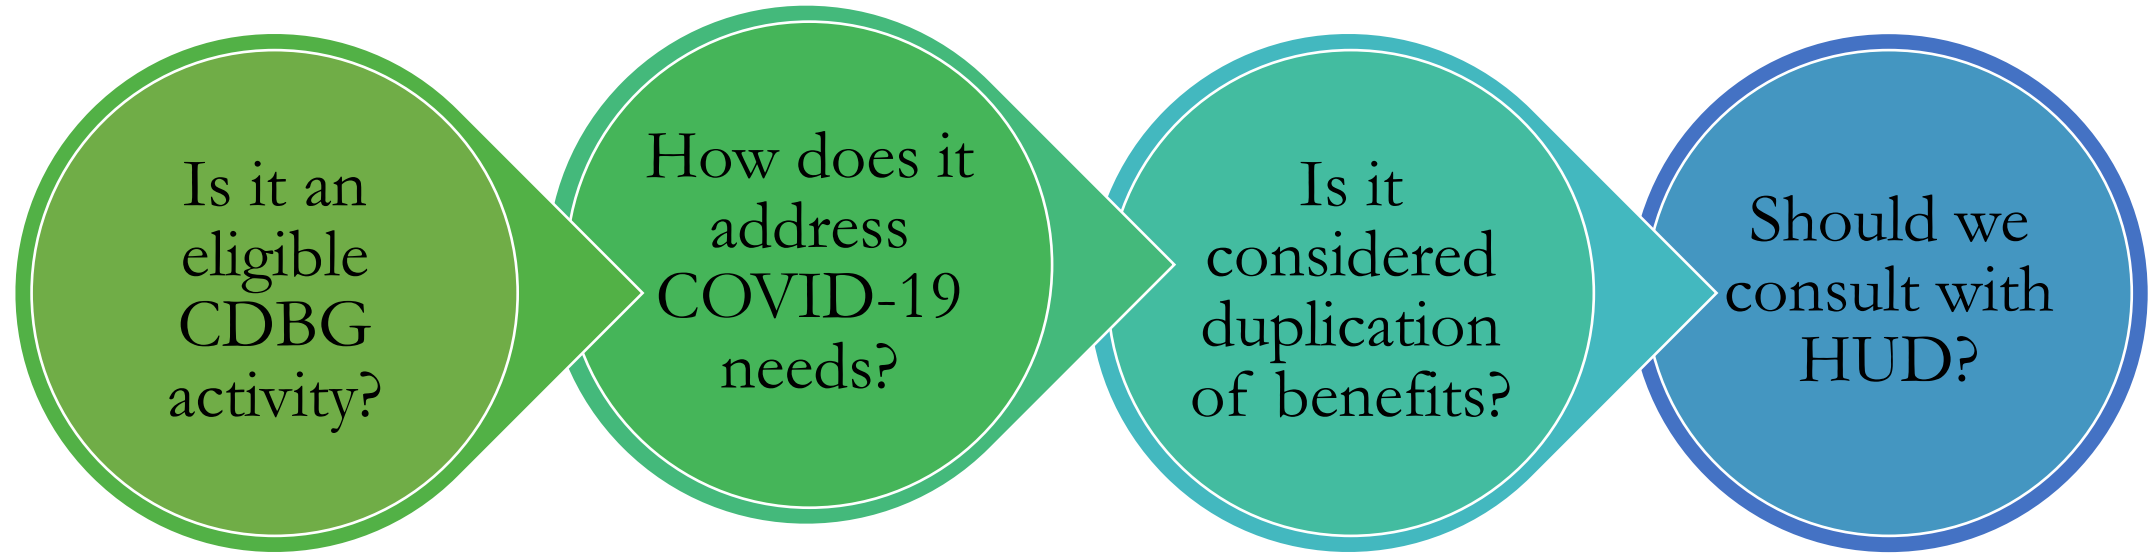 Is it an
eligible
CDBG
activity?
How does it
address
COVID-19
needs?
Is it
considered
duplication
of benefits?
Should we
consult with
HUD?